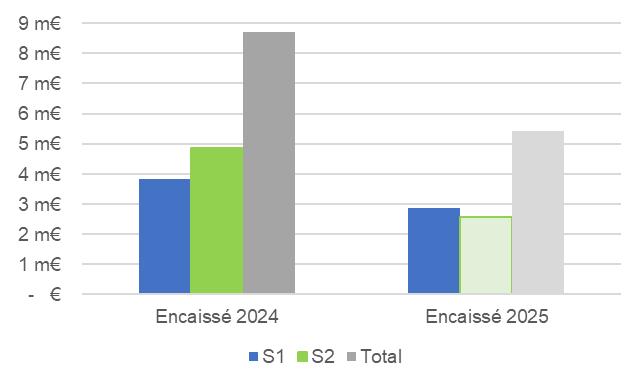 9 m€
8 m€
7 m€
6 m€
5 m€
4 m€
3 m€
2 m€
1 m€
- €
Encaissé 2024 Encaissé 2025
S1 S2 Total